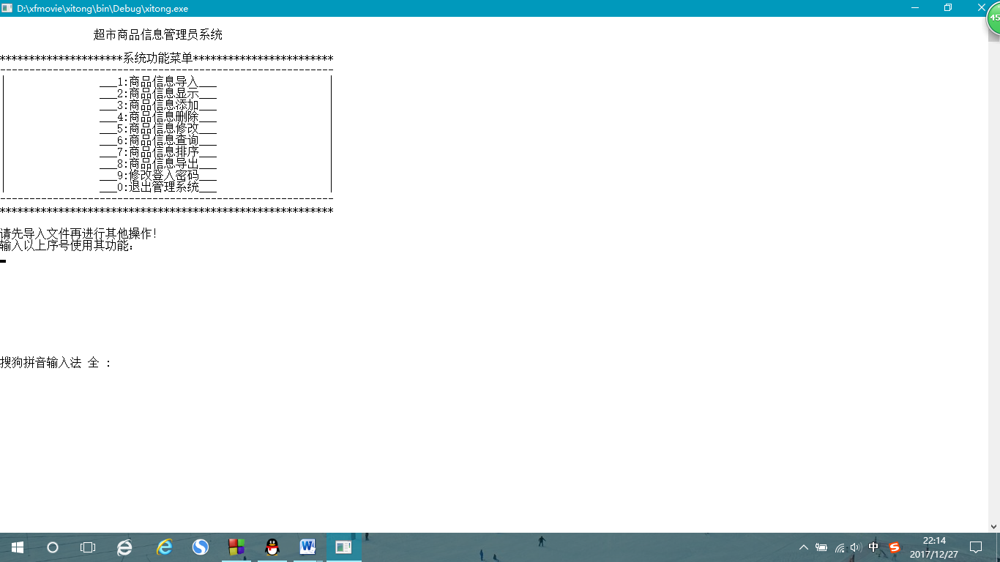 D:\xfmovie\xitong\bin\Debug\xitong.exe
45
超市商品信息管理员系统
*********************系统功能菜单************************
---------------------------------------------------------
___1:商品信息导入___
___2:商品信息显示___
___3:商品信息添加___
___4:商品信息删除___
___5:商品信息修改___
___6:商品信息查询___
___7:商品信息排序___
___8:商品信息导出___
___9:修改登入密码___
___0:退出管理系统___
---------------------------------------------------------
*********************************************************
请先导入文件再进行其他操作!
输入以上序号使用其功能:
搜狗拼音输入法 全 :
中
22:14
2017/12/27